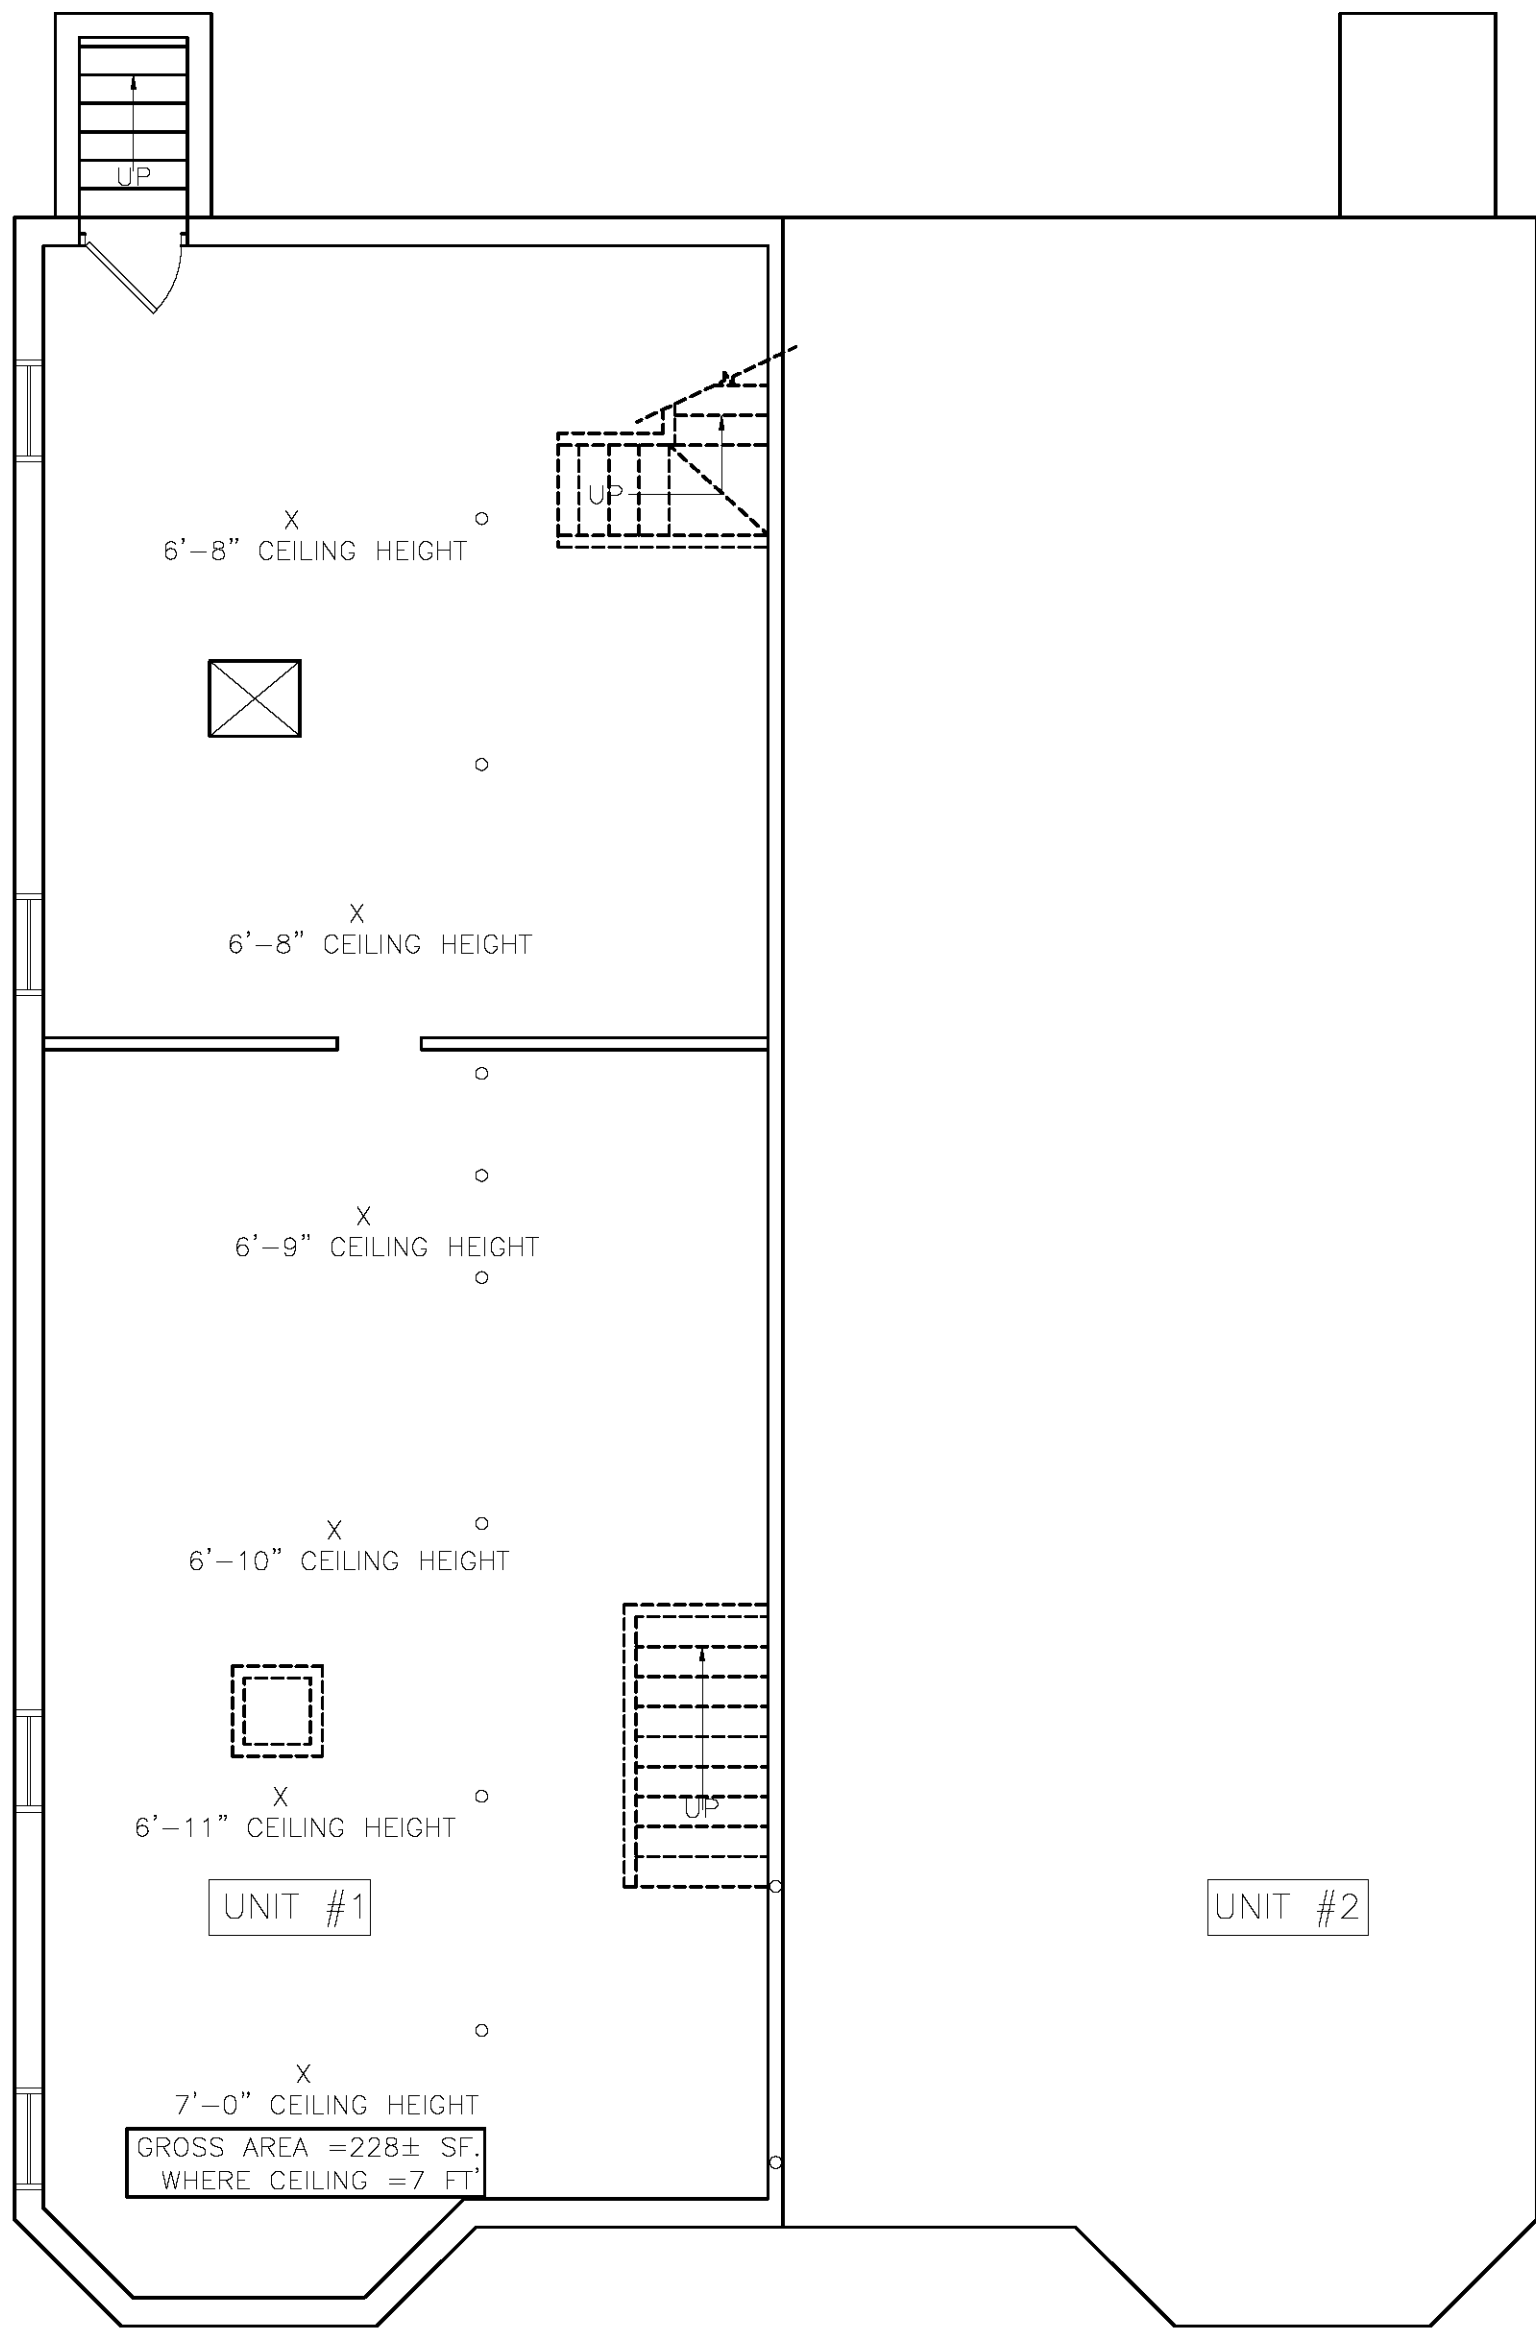 UP
UP
X
6'-8" CEILING HEIGHT
X
6'-8" CEILING HEIGHT
X
6'-9" CEILING HEIGHT
X
6'-10" CEILING HEIGHT
X
6'-11" CEILING HEIGHT
UP
UNIT #1
UNIT #2
X
7'-0" CEILING HEIGHT
GROSS AREA =228± SF.
WHERE CEILING =7 FT'